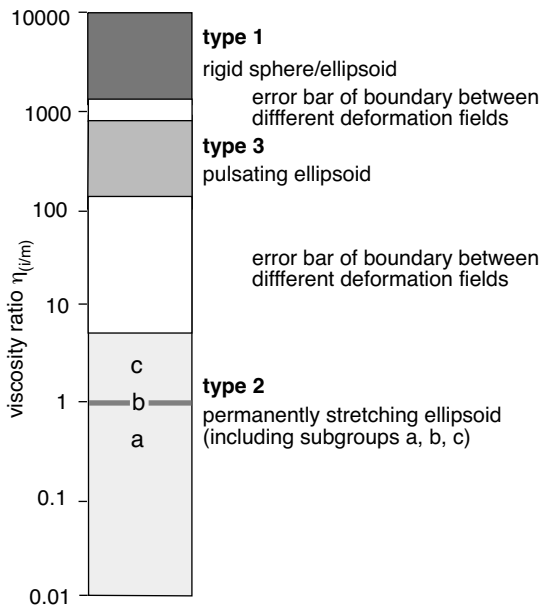 10000
type 1
rigid sphere/ellipsoid
error bar of boundary between
diffferent deformation fields
1000
type 3
pulsating ellipsoid
100
error bar of boundary between
diffferent deformation fields
10
c
type 2
1
b
permanently stretching ellipsoid
(including subgroups a, b, c)
a
0.1
0.01
viscosity ratio η(i/m)